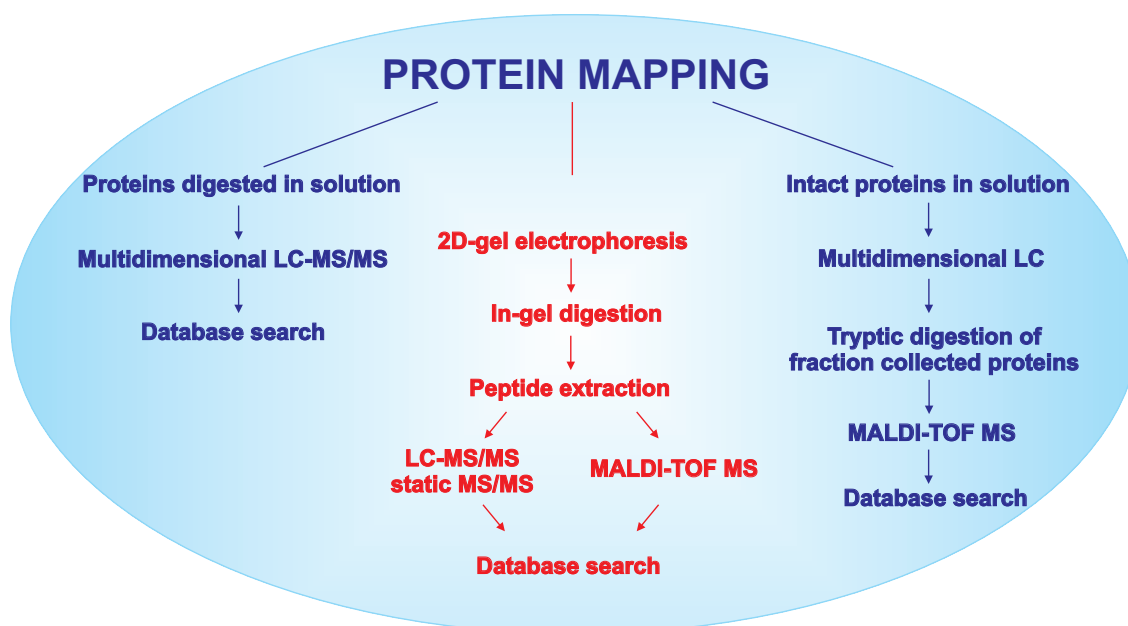 PROTEIN MAPPING
Proteins digested in solution
Multidimensional LC-MS/MS
Database search
2D-gel electrophoresis
In-gel digestion
Peptide extraction
LC-MS/MS
static MS/MS
MALDI-TOF MS
Database search
Intact proteins in solution
Multidimensional LC
Tryptic digestion of
fraction collected proteins
MALDI-TOF MS
Database search